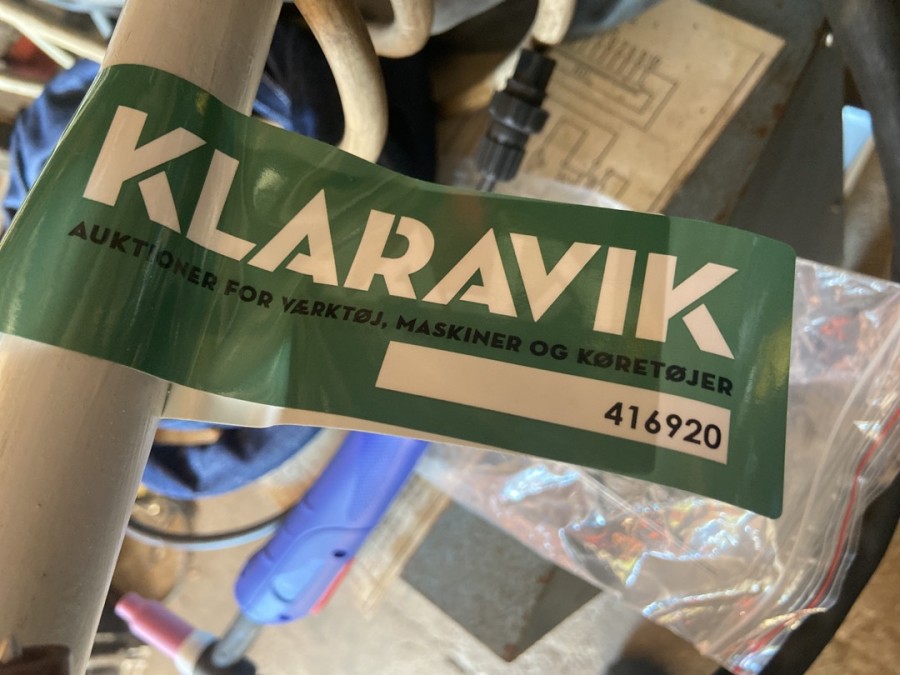 KLARAVIK
AUKTIONER FOR VÆRKTØJ, MASKINER OG KØRETØJER
416920